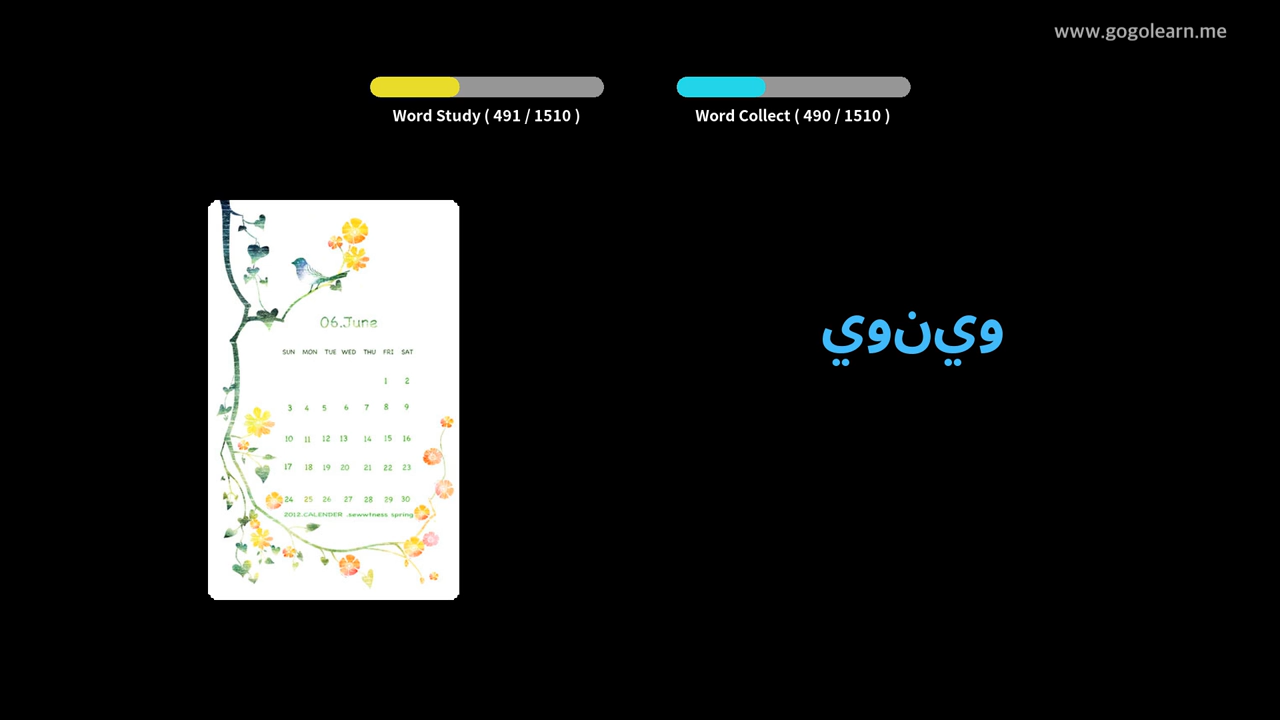 www.gogolearn.me
Word Study ( 491 / 1510 )
Word Collect ( 490 / 1510 )
06.June
SUN MON TUE WED THU FRI SAT
1 2
3 4 5 6 7 8 9
10 11 12 13 14 15 16
17 18 19 20 21 22 23
24 25 26 27 28 29 30
2012.CALENDER .sewwtness spring
يونيو